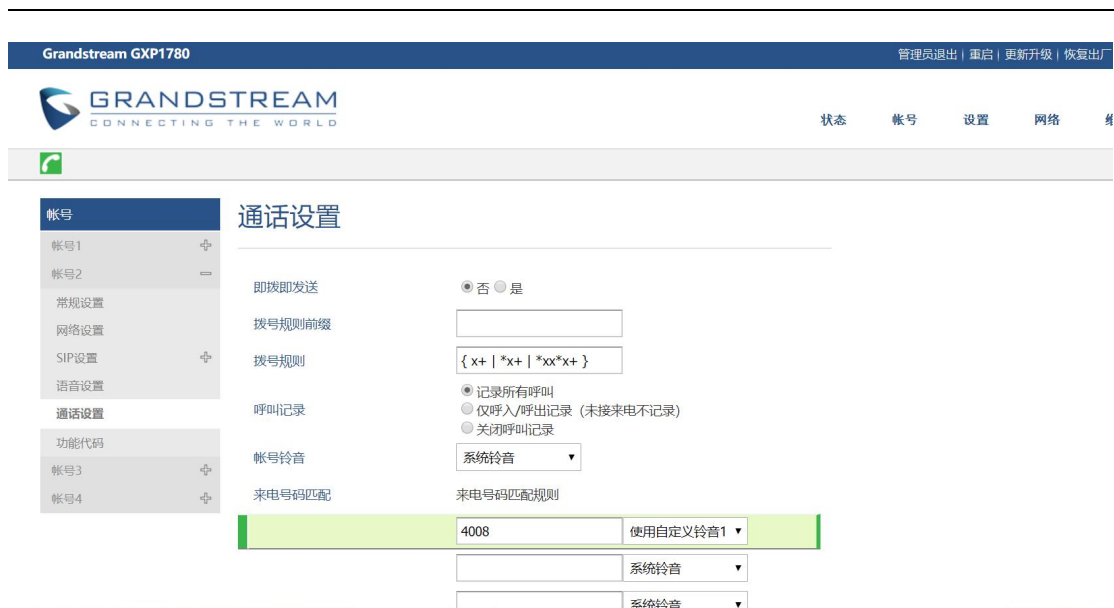 Grandstream GXP1780
管理员退出 | 重启 | 更新升级 | 恢复出厂
GRANDSTREAM
CONNECTING THE WORLD
状态 帐号 设置 网络
帐号
通话设置
帐号1
帐号2
即拨即发送 否 是
常规设置
拨号规则前缀
网络设置
SIP设置
拨号规则 { x+ | *x+ | *xx*x+ }
语音设置
记录所有呼叫
通话设置
呼叫记录 仅呼入/呼出记录（未接来电不记录）
关闭呼叫记录
功能代码
帐号铃音 系统铃音
帐号3
帐号4
来电号码匹配 来电号码匹配规则
4008 使用自定义铃音1
系统铃音
系统铃音